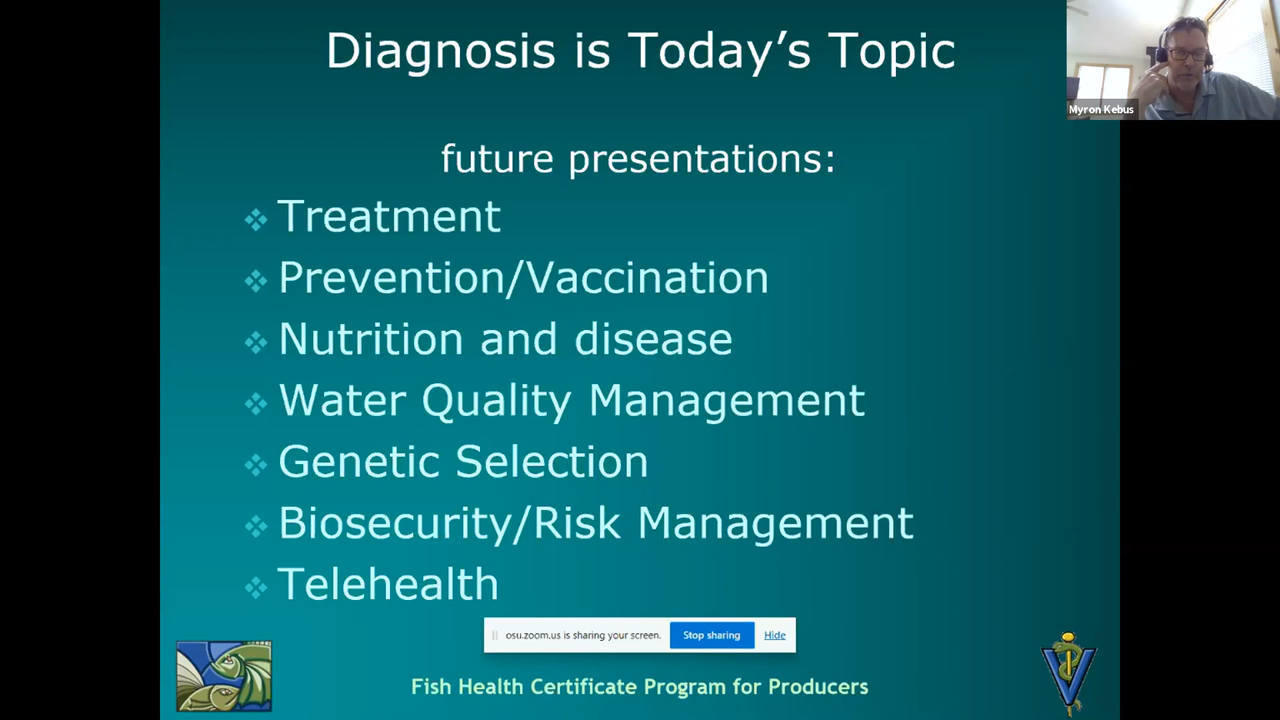 Diagnosis is Today's Topic
Myron Kebus
future presentations:
Treatment
Prevention/Vaccination
Nutrition and disease
Water Quality Management
Genetic Selection
Biosecurity/Risk Management
Telehealth
osu.zoom.us is sharing your screen. Stop sharing Hide
Fish Health Certificate Program for Producers
V